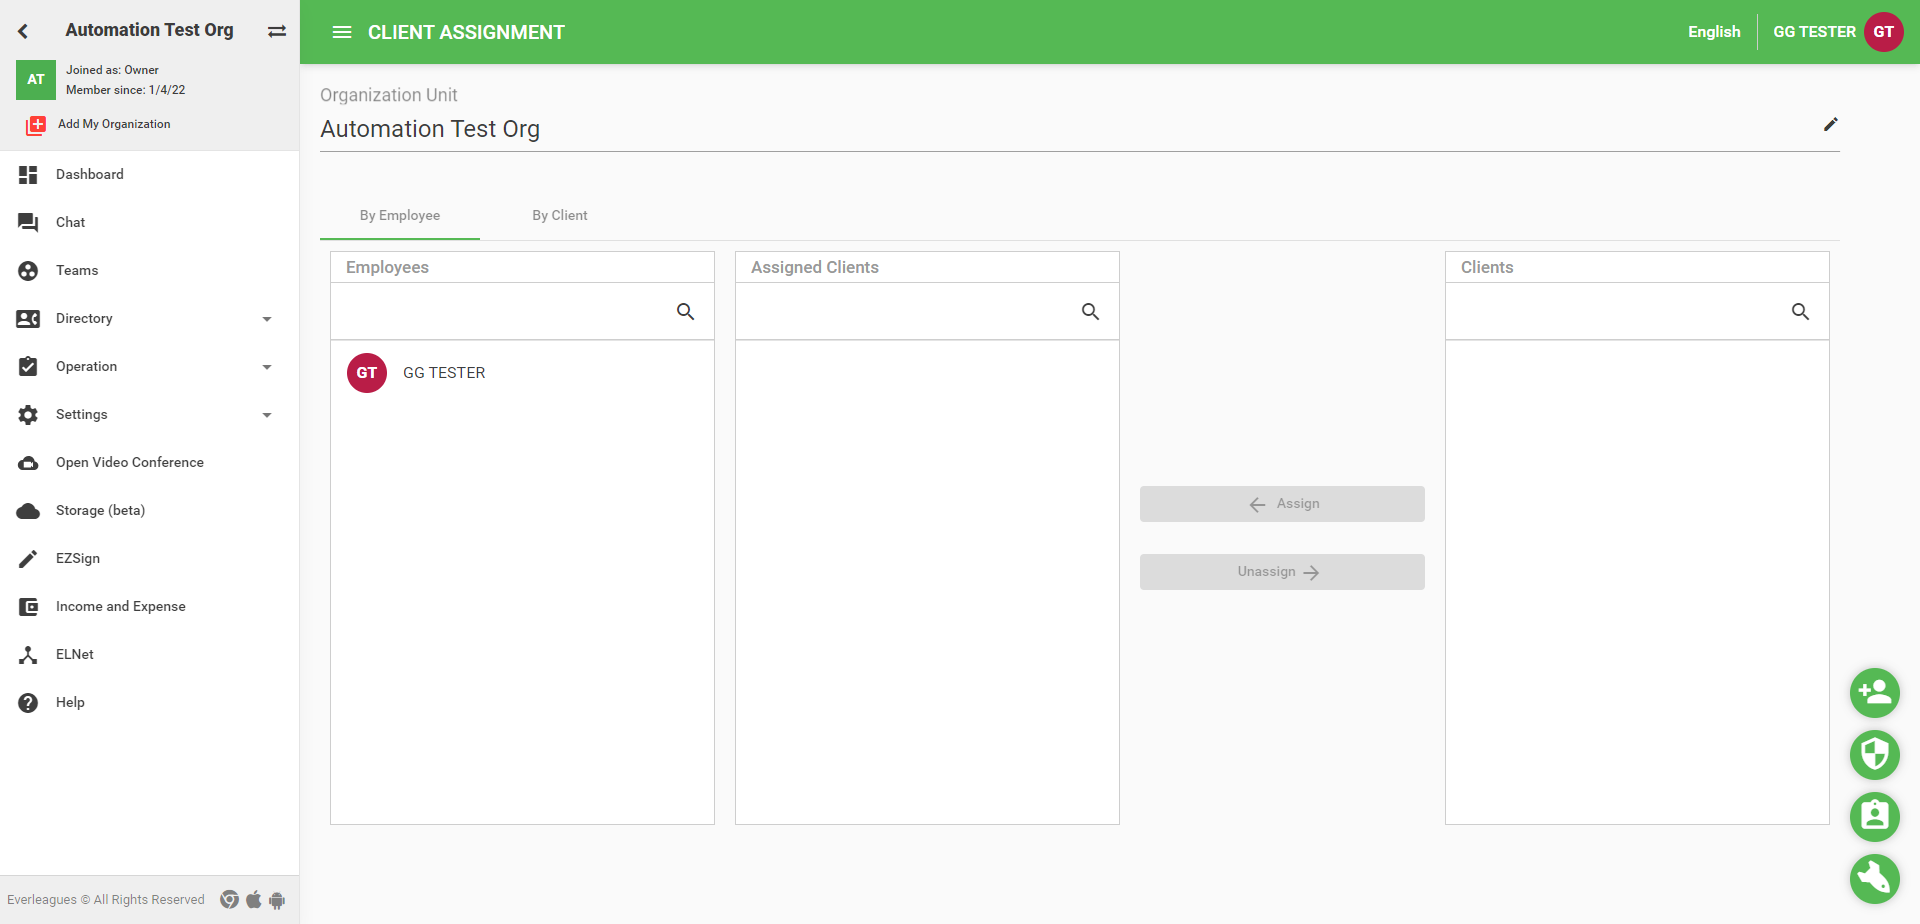 Automation Test Org
AT
Joined as: Owner
Member since: 1/4/22
Add My Organization
Dashboard
Chat
Teams
Directory
Operation
Settings
Open Video Conference
Storage (beta)
EZSign
Income and Expense
ELNet
Help
Everleagues © All Rights Reserved
CLIENT ASSIGNMENT
English
GG TESTER
GT
Organization Unit
Automation Test Org
By Employee
By Client
Employees
GT
GG TESTER
Assigned Clients
Assign
Unassign
Clients